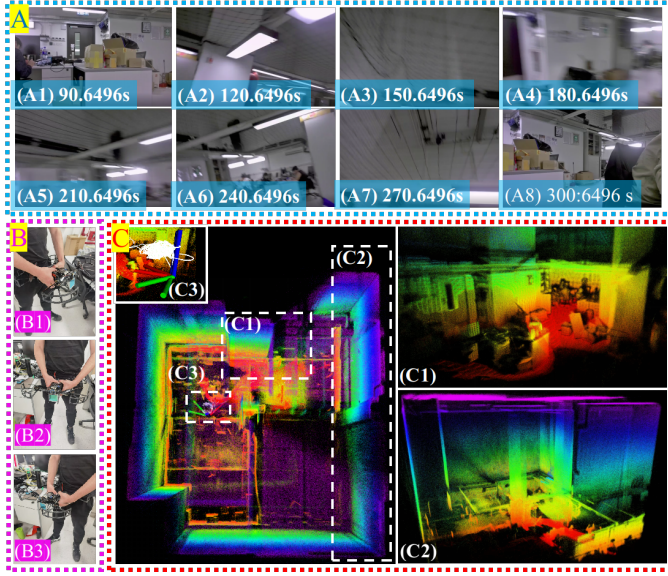 A
(A1) 90.6496s
(A2) 120.6496s
(A3) 150.6496s
(A4) 180.6496s
(A5) 210.6496s
(A6) 240.6496s
(A7) 270.6496s
(A8) 300:6496 s
B
(B1)
(B2)
(B3)
C
(C3)
(C2)
(C1)
(C3)
(C1)
(C2)